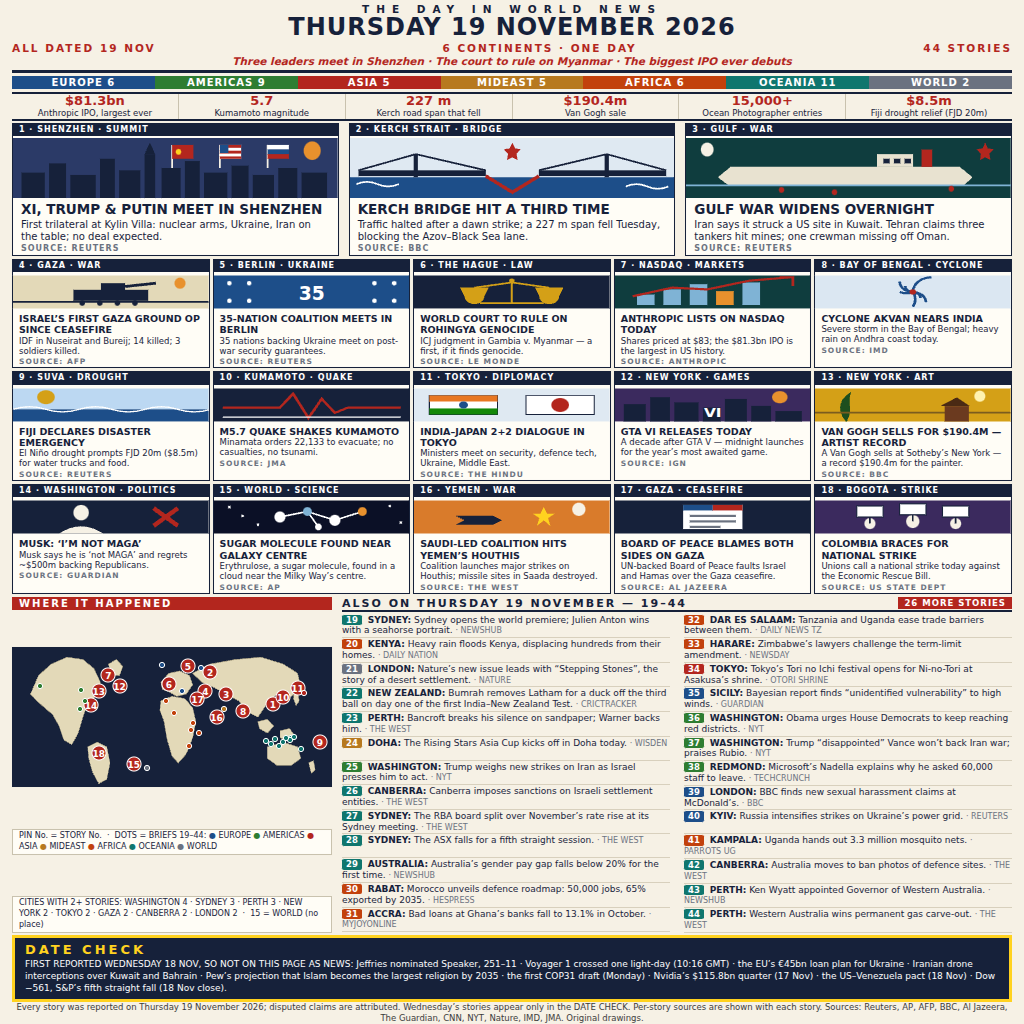 THE DAY IN WORLD NEWS
THURSDAY 19 NOVEMBER 2026
ALL DATED 19 NOV
6 CONTINENTS · ONE DAY
44 STORIES
Three leaders meet in Shenzhen · The court to rule on Myanmar · The biggest IPO ever debuts
EUROPE 6
AMERICAS 9
ASIA 5
MIDEAST 5
AFRICA 6
OCEANIA 11
WORLD 2
$81.3bn
Anthropic IPO, largest ever
5.7
Kumamoto magnitude
227 m
Kerch road span that fell
$190.4m
Van Gogh sale
15,000+
Ocean Photographer entries
$8.5m
Fiji drought relief (FJD 20m)
1 · SHENZHEN · SUMMIT
XI, TRUMP & PUTIN MEET IN SHENZHEN
First trilateral at Kylin Villa: nuclear arms, Ukraine, Iran on
the table; no deal expected.
SOURCE: REUTERS
2 · KERCH STRAIT · BRIDGE
KERCH BRIDGE HIT A THIRD TIME
Traffic halted after a dawn strike; a 227 m span fell Tuesday,
blocking the Azov–Black Sea lane.
SOURCE: BBC
3 · GULF · WAR
GULF WAR WIDENS OVERNIGHT
Iran says it struck a US site in Kuwait. Tehran claims three
tankers hit mines; one crewman missing off Oman.
SOURCE: REUTERS
4 · GAZA · WAR
ISRAEL’S FIRST GAZA GROUND OP
SINCE CEASEFIRE
IDF in Nuseirat and Bureij; 14 killed; 3
soldiers killed.
SOURCE: AFP
5 · BERLIN · UKRAINE
35
35-NATION COALITION MEETS IN
BERLIN
35 nations backing Ukraine meet on post-
war security guarantees.
SOURCE: REUTERS
6 · THE HAGUE · LAW
WORLD COURT TO RULE ON
ROHINGYA GENOCIDE
ICJ judgment in Gambia v. Myanmar — a
first, if it finds genocide.
SOURCE: LE MONDE
7 · NASDAQ · MARKETS
ANTHROPIC LISTS ON NASDAQ
TODAY
Shares priced at $83; the $81.3bn IPO is
the largest in US history.
SOURCE: ANTHROPIC
8 · BAY OF BENGAL · CYCLONE
CYCLONE AKVAN NEARS INDIA
Severe storm in the Bay of Bengal; heavy
rain on Andhra coast today.
SOURCE: IMD
9 · SUVA · DROUGHT
FIJI DECLARES DISASTER
EMERGENCY
El Niño drought prompts FJD 20m ($8.5m)
for water trucks and food.
SOURCE: REUTERS
10 · KUMAMOTO · QUAKE
M5.7 QUAKE SHAKES KUMAMOTO
Minamata orders 22,133 to evacuate; no
casualties, no tsunami.
SOURCE: JMA
11 · TOKYO · DIPLOMACY
INDIA–JAPAN 2+2 DIALOGUE IN
TOKYO
Ministers meet on security, defence tech,
Ukraine, Middle East.
SOURCE: THE HINDU
12 · NEW YORK · GAMES
VI
GTA VI RELEASES TODAY
A decade after GTA V — midnight launches
for the year’s most awaited game.
SOURCE: IGN
13 · NEW YORK · ART
VAN GOGH SELLS FOR $190.4M —
ARTIST RECORD
A Van Gogh sells at Sotheby’s New York —
a record $190.4m for the painter.
SOURCE: BBC
14 · WASHINGTON · POLITICS
MUSK: ‘I’M NOT MAGA’
Musk says he is ‘not MAGA’ and regrets
~$500m backing Republicans.
SOURCE: GUARDIAN
15 · WORLD · SCIENCE
SUGAR MOLECULE FOUND NEAR
GALAXY CENTRE
Erythrulose, a sugar molecule, found in a
cloud near the Milky Way’s centre.
SOURCE: AP
16 · YEMEN · WAR
SAUDI-LED COALITION HITS
YEMEN’S HOUTHIS
Coalition launches major strikes on
Houthis; missile sites in Saada destroyed.
SOURCE: THE WEST
17 · GAZA · CEASEFIRE
BOARD OF PEACE BLAMES BOTH
SIDES ON GAZA
UN-backed Board of Peace faults Israel
and Hamas over the Gaza ceasefire.
SOURCE: AL JAZEERA
18 · BOGOTÁ · STRIKE
COLOMBIA BRACES FOR
NATIONAL STRIKE
Unions call a national strike today against
the Economic Rescue Bill.
SOURCE: US STATE DEPT
WHERE IT HAPPENED
5
2
7
12
13
6
4
3
17
11
10
1
14
16
8
9
18
15
PIN No. = STORY No. · DOTS = BRIEFS 19–44: ● EUROPE ● AMERICAS ●
ASIA ● MIDEAST ● AFRICA ● OCEANIA ● WORLD
CITIES WITH 2+ STORIES: WASHINGTON 4 · SYDNEY 3 · PERTH 3 · NEW
YORK 2 · TOKYO 2 · GAZA 2 · CANBERRA 2 · LONDON 2 · 15 = WORLD (no
place)
ALSO ON THURSDAY 19 NOVEMBER — 19–44
26 MORE STORIES
19 SYDNEY: Sydney opens the world premiere; Julien Anton wins
with a seahorse portrait. · NEWSHUB
20 KENYA: Heavy rain floods Kenya, displacing hundreds from their
homes. · DAILY NATION
21 LONDON: Nature’s new issue leads with “Stepping Stones”, the
story of a desert settlement. · NATURE
22 NEW ZEALAND: Bumrah removes Latham for a duck off the third
ball on day one of the first India–New Zealand Test. · CRICTRACKER
23 PERTH: Bancroft breaks his silence on sandpaper; Warner backs
him. · THE WEST
24 DOHA: The Rising Stars Asia Cup kicks off in Doha today. · WISDEN
25 WASHINGTON: Trump weighs new strikes on Iran as Israel
presses him to act. · NYT
26 CANBERRA: Canberra imposes sanctions on Israeli settlement
entities. · THE WEST
27 SYDNEY: The RBA board split over November’s rate rise at its
Sydney meeting. · THE WEST
28 SYDNEY: The ASX falls for a fifth straight session. · THE WEST
29 AUSTRALIA: Australia’s gender pay gap falls below 20% for the
first time. · NEWSHUB
30 RABAT: Morocco unveils defence roadmap: 50,000 jobs, 65%
exported by 2035. · HESPRESS
31 ACCRA: Bad loans at Ghana’s banks fall to 13.1% in October. ·
MYJOYONLINE
32 DAR ES SALAAM: Tanzania and Uganda ease trade barriers
between them. · DAILY NEWS TZ
33 HARARE: Zimbabwe’s lawyers challenge the term-limit
amendment. · NEWSDAY
34 TOKYO: Tokyo’s Tori no Ichi festival opens for Ni-no-Tori at
Asakusa’s shrine. · OTORI SHRINE
35 SICILY: Bayesian report finds “unidentified vulnerability” to high
winds. · GUARDIAN
36 WASHINGTON: Obama urges House Democrats to keep reaching
red districts. · NYT
37 WASHINGTON: Trump “disappointed” Vance won’t back Iran war;
praises Rubio. · NYT
38 REDMOND: Microsoft’s Nadella explains why he asked 60,000
staff to leave. · TECHCRUNCH
39 LONDON: BBC finds new sexual harassment claims at
McDonald’s. · BBC
40 KYIV: Russia intensifies strikes on Ukraine’s power grid. · REUTERS
41 KAMPALA: Uganda hands out 3.3 million mosquito nets. ·
PARROTS UG
42 CANBERRA: Australia moves to ban photos of defence sites. · THE
WEST
43 PERTH: Ken Wyatt appointed Governor of Western Australia. ·
NEWSHUB
44 PERTH: Western Australia wins permanent gas carve-out. · THE
WEST
DATE CHECK
FIRST REPORTED WEDNESDAY 18 NOV, SO NOT ON THIS PAGE AS NEWS: Jeffries nominated Speaker, 251–11 · Voyager 1 crossed one light-day (10:16 GMT) · the EU’s €45bn loan plan for Ukraine · Iranian drone
interceptions over Kuwait and Bahrain · Pew’s projection that Islam becomes the largest religion by 2035 · the first COP31 draft (Monday) · Nvidia’s $115.8bn quarter (17 Nov) · the US–Venezuela pact (18 Nov) · Dow
−561, S&P’s fifth straight fall (18 Nov close).
Every story was reported on Thursday 19 November 2026; disputed claims are attributed. Wednesday’s stories appear only in the DATE CHECK. Per-story sources are shown with each story. Sources: Reuters, AP, AFP, BBC, Al Jazeera,
The Guardian, CNN, NYT, Nature, IMD, JMA. Original drawings.